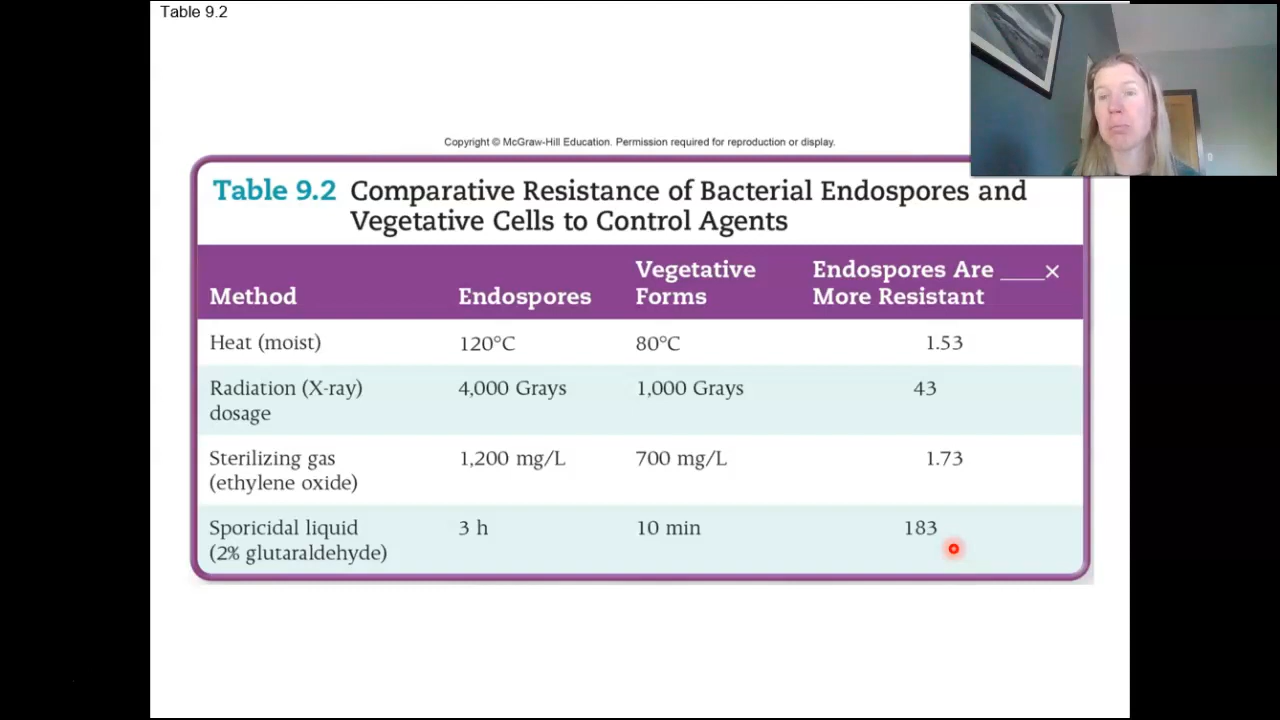 Table 9.2
Copyright © McGraw-Hill Education. Permission required for reproduction or display.
Table 9.2 Comparative Resistance of Bacterial Endospores and
Vegetative Cells to Control Agents
Method Endospores Vegetative Forms Endospores Are ____× More Resistant
Heat (moist) 120°C 80°C 1.53
Radiation (X-ray) 4,000 Grays 1,000 Grays 43
dosage
Sterilizing gas 1,200 mg/L 700 mg/L 1.73
(ethylene oxide)
Sporicidal liquid 3 h 10 min 183
(2% glutaraldehyde)